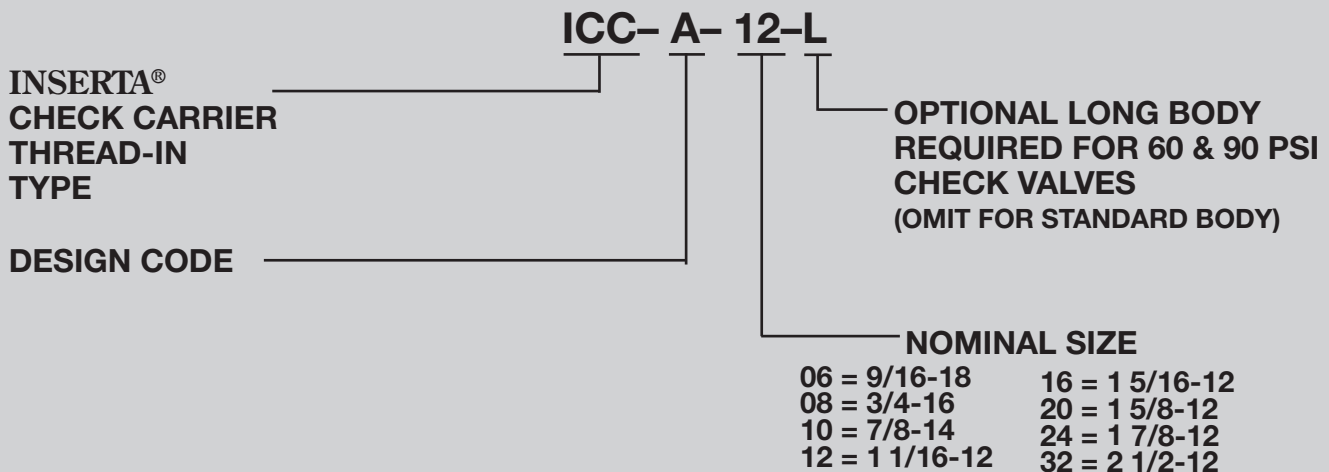 ICC– A– 12–L
INSERTA®
CHECK CARRIER
THREAD-IN
TYPE
DESIGN CODE
OPTIONAL LONG BODY
REQUIRED FOR 60 & 90 PSI
CHECK VALVES
(OMIT FOR STANDARD BODY)
NOMINAL SIZE
06 = 9/16-18
08 = 3/4-16
10 = 7/8-14
12 = 1 1/16-12
16 = 1 5/16-12
20 = 1 5/8-12
24 = 1 7/8-12
32 = 2 1/2-12